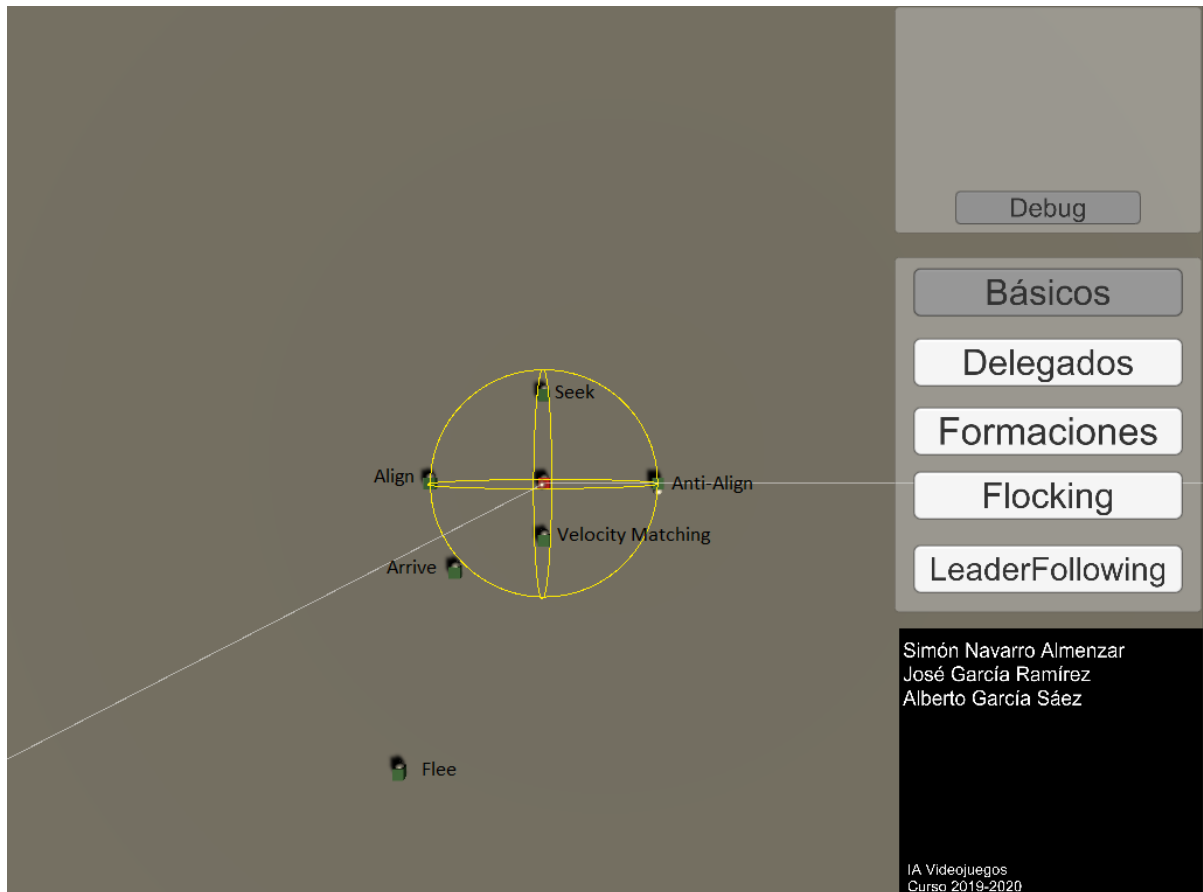 Seek
Align
Anti-Align
Velocity Matching
Arrive
Flee
Debug
Básicos
Delegados
Formaciones
Flocking
LeaderFollowing
Simón Navarro Almenzar
José García Ramírez
Alberto García Sáez
IA Videojuegos
Curso 2019-2020